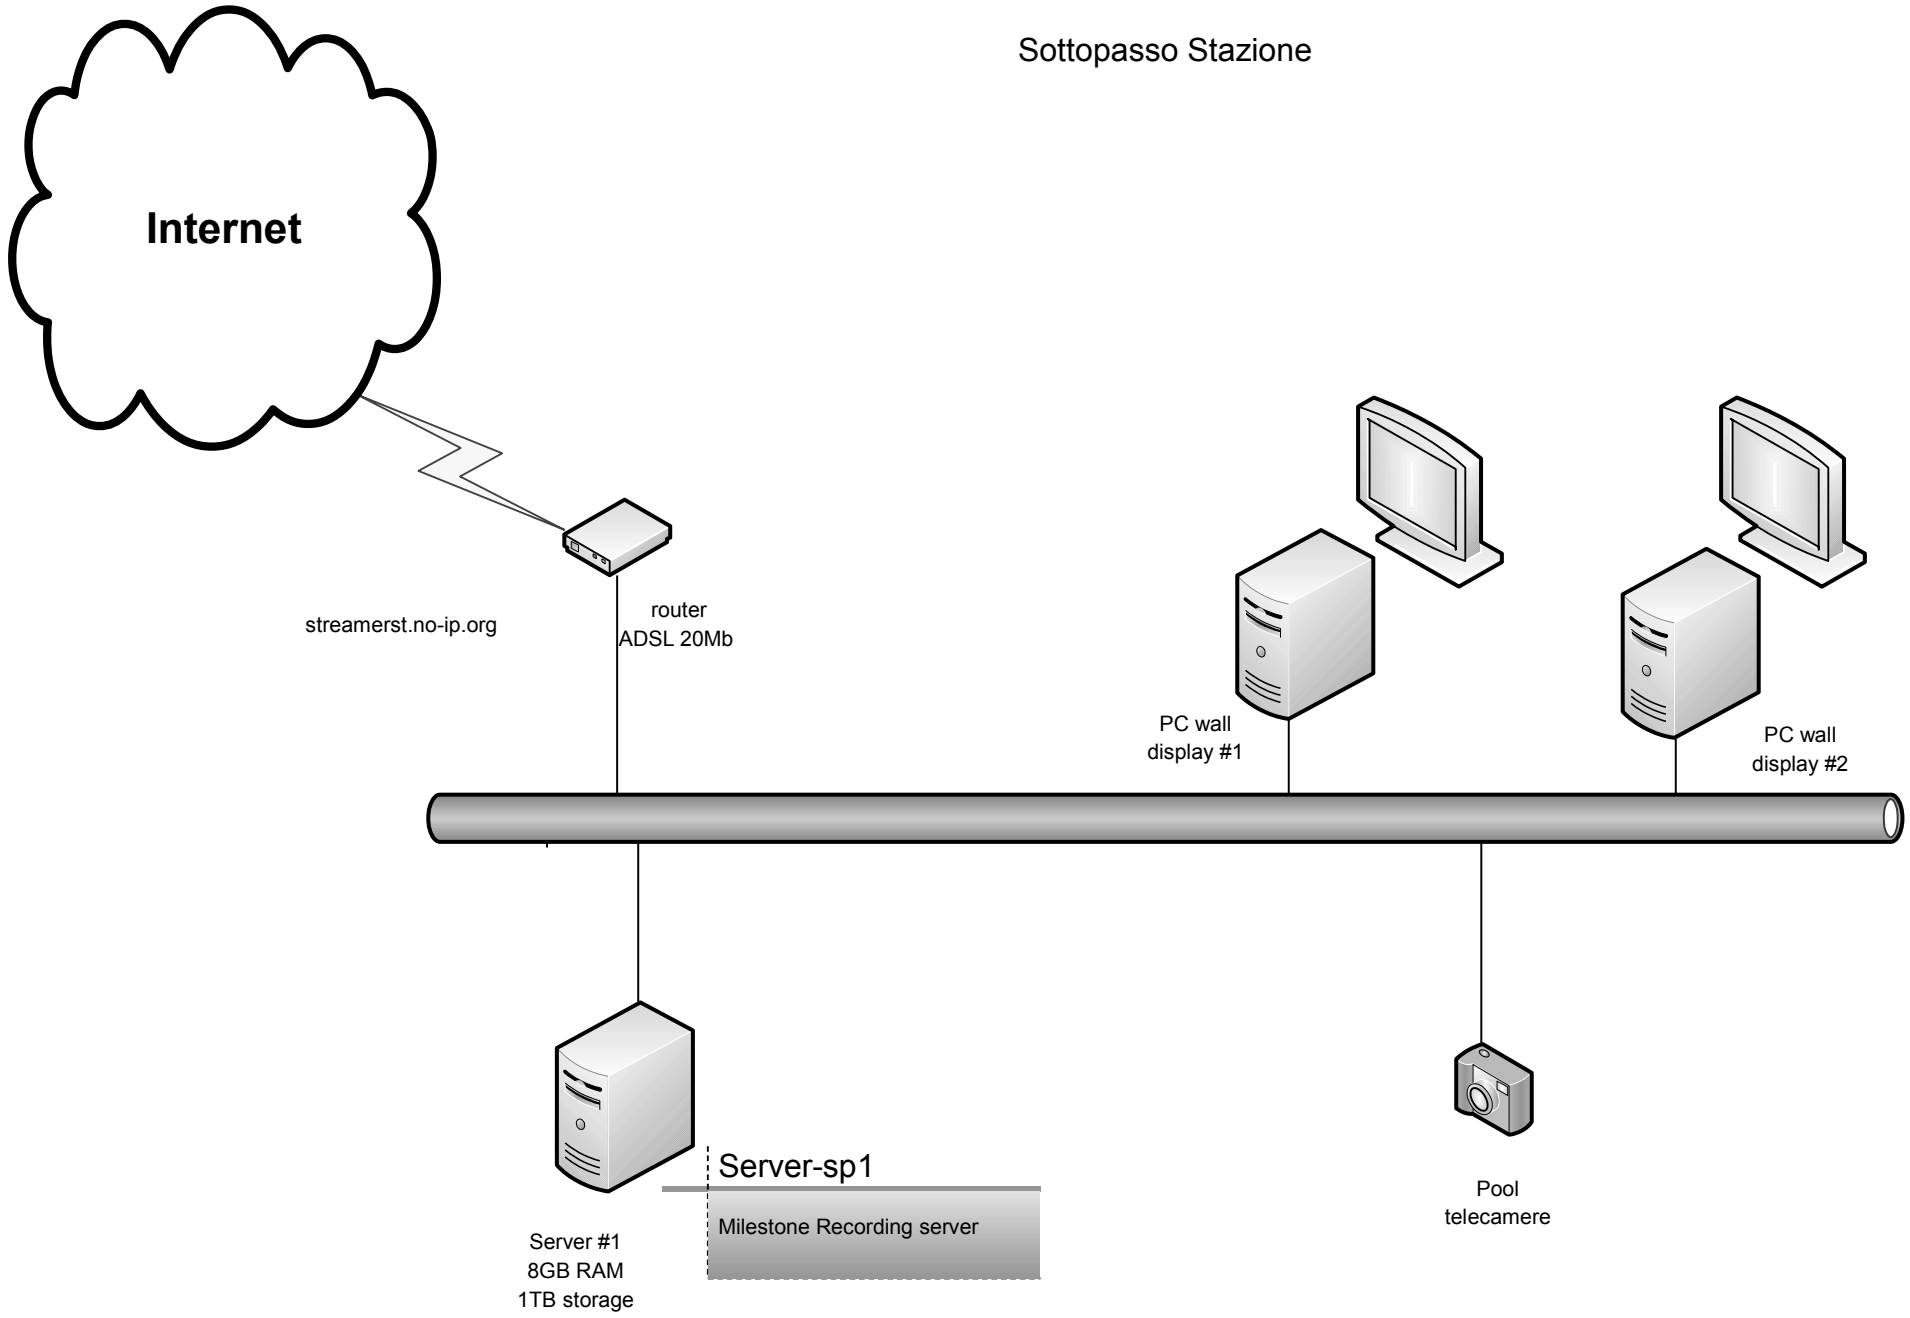 Sottopasso Stazione
Internet
streamerst.no-ip.org
router
ADSL 20Mb
PC wall
display #1
PC wall
display #2
Server-sp1
Milestone Recording server
Server #1
8GB RAM
1TB storage
Pool
telecamere